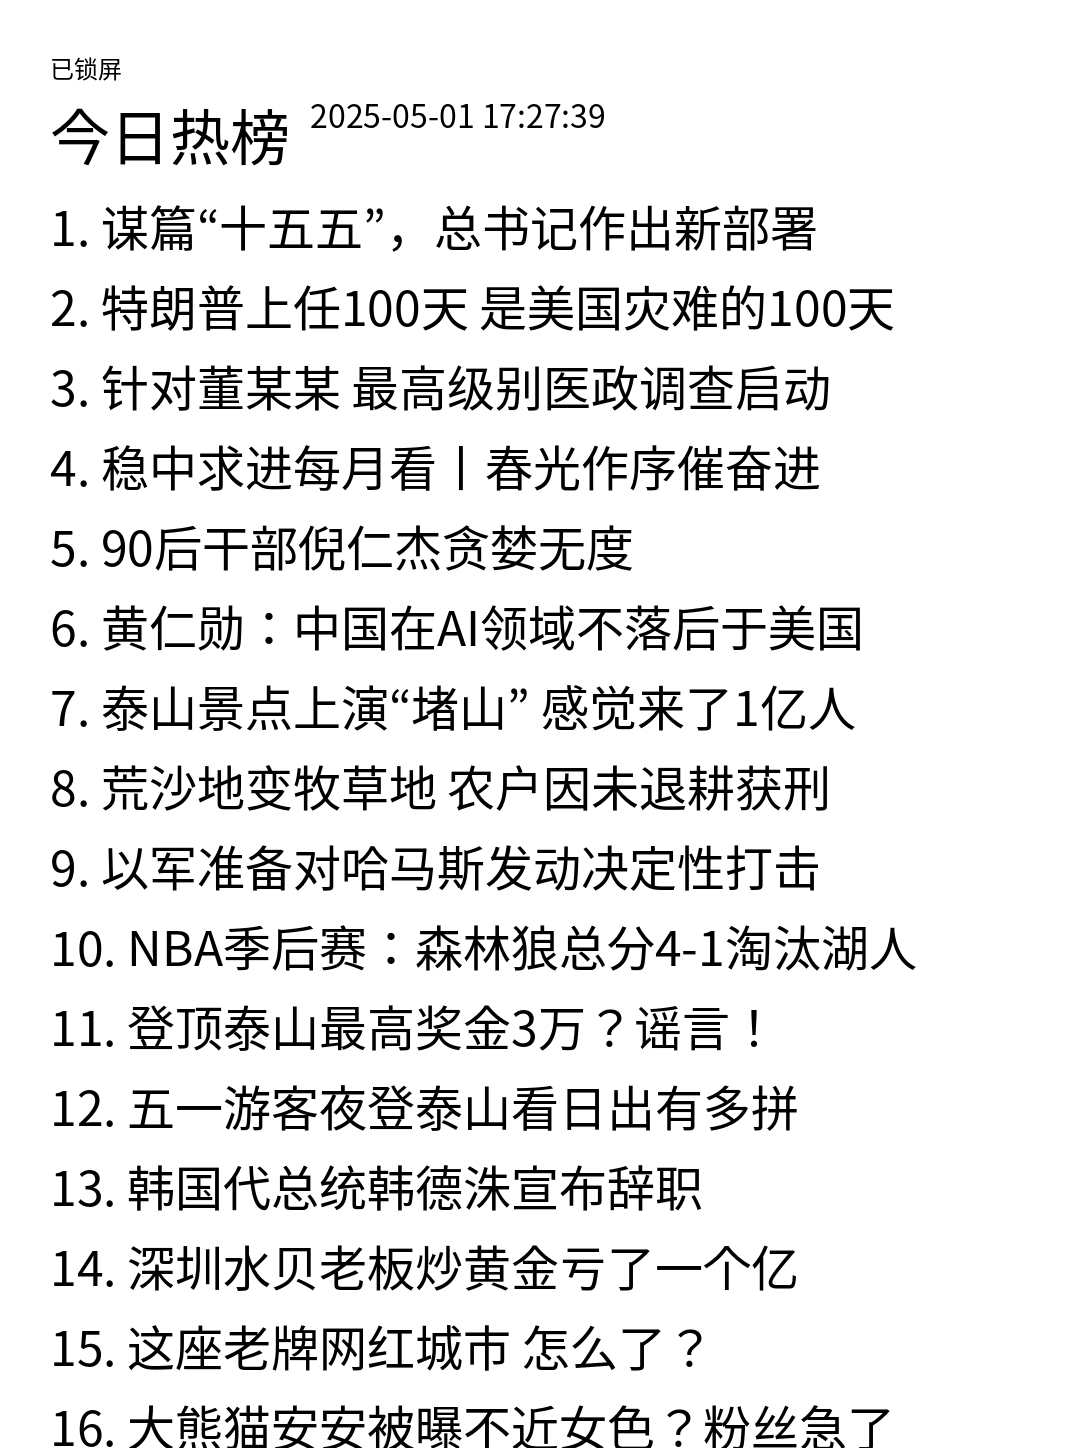 已锁屏
今日热榜 2025-05-01 17:27:39
1. 谋篇“十五五”，总书记作出新部署
2. 特朗普上任100天 是美国灾难的100天
3. 针对董某某 最高级别医政调查启动
4. 稳中求进每月看丨春光作序催奋进
5. 90后干部倪仁杰贪婪无度
6. 黄仁勋：中国在AI领域不落后于美国
7. 泰山景点上演“堵山” 感觉来了1亿人
8. 荒沙地变牧草地 农户因未退耕获刑
9. 以军准备对哈马斯发动决定性打击
10. NBA季后赛：森林狼总分4-1淘汰湖人
11. 登顶泰山最高奖金3万？谣言！
12. 五一游客夜登泰山看日出有多拼
13. 韩国代总统韩德洙宣布辞职
14. 深圳水贝老板炒黄金亏了一个亿
15. 这座老牌网红城市 怎么了？
16. 大熊猫安安被曝不近女色？粉丝急了